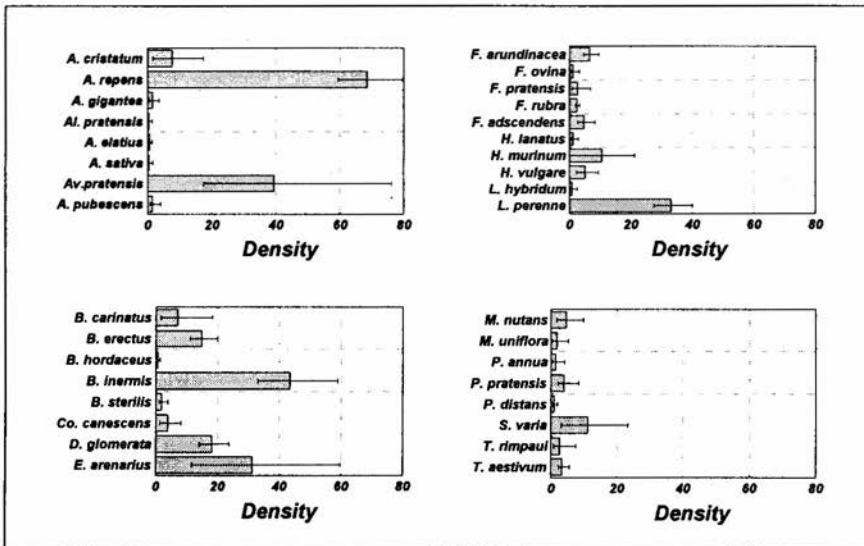 A. cristatum
A. repens
A. gigantea
Al. pratensis
A. elatius
A. sativa
Av.pratensis
A. pubescens
0 20 40 60 80
Density
F. arundinacea
F. ovina
F. pratensis
F. rubra
F. adscendens
H. lanatus
H. murinum
H. vulgare
L. hybridum
L. perenne
0 20 40 60 80
Density
B. carinatus
B. erectus
B. hordaceus
B. inermis
B. sterilis
Co. canescens
D. glomerata
E. arenarius
0 20 40 60 80
Density
M. nutans
M. uniflora
P. annua
P. pratensis
P. distans
S. varia
T. rimpaui
T. aestivum
0 20 40 60 80
Density